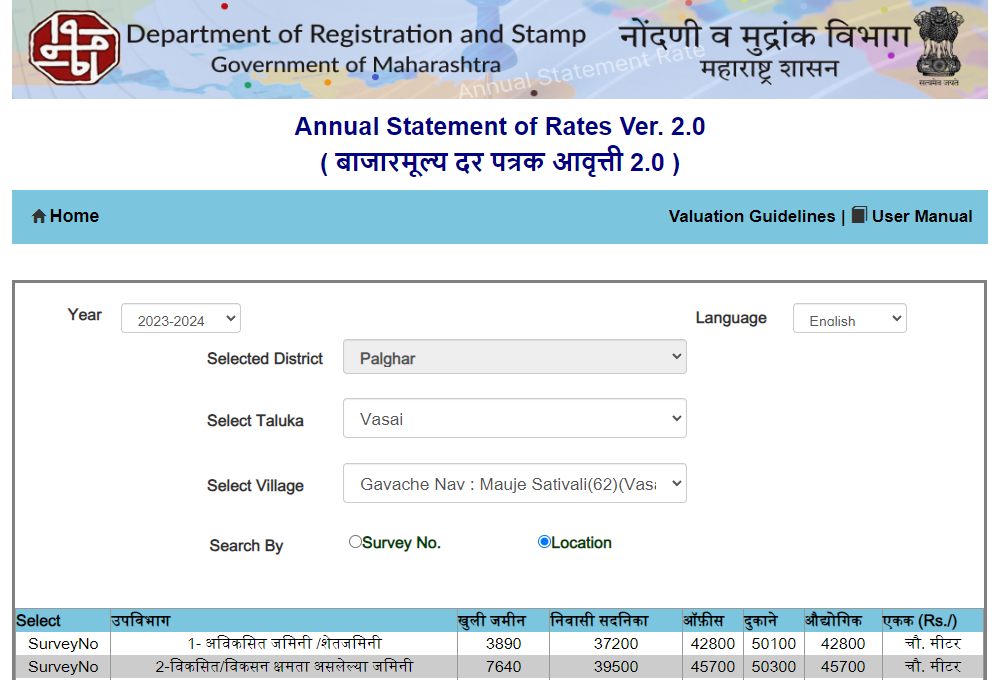 Department of Registration and Stamp
Government of Maharashtra
नोंदणी व मुद्रांक विभाग
महाराष्ट्र शासन
Annual Statement Rate
सत्यमेव जयते
Annual Statement of Rates Ver. 2.0
( बाजारमूल्य दर पत्रक आवृत्ती 2.0 )
Home Valuation Guidelines | User Manual
Year 2023-2024 Language English
Selected District Palghar
Select Taluka Vasai
Select Village Gavache Nav : Mauje Sativali(62)(Vasa
Search By Survey No. Location
Select उपविभाग खुली जमीन निवासी सदनिका ऑफ़ीस दुकाने औद्योगिक एकक (Rs./)
SurveyNo 1- अविकसित जमिनी /शेतजमिनी 3890 37200 42800 50100 42800 चौ. मीटर
SurveyNo 2-विकसित/विकसन क्षमता असलेल्या जमिनी 7640 39500 45700 50300 45700 चौ. मीटर